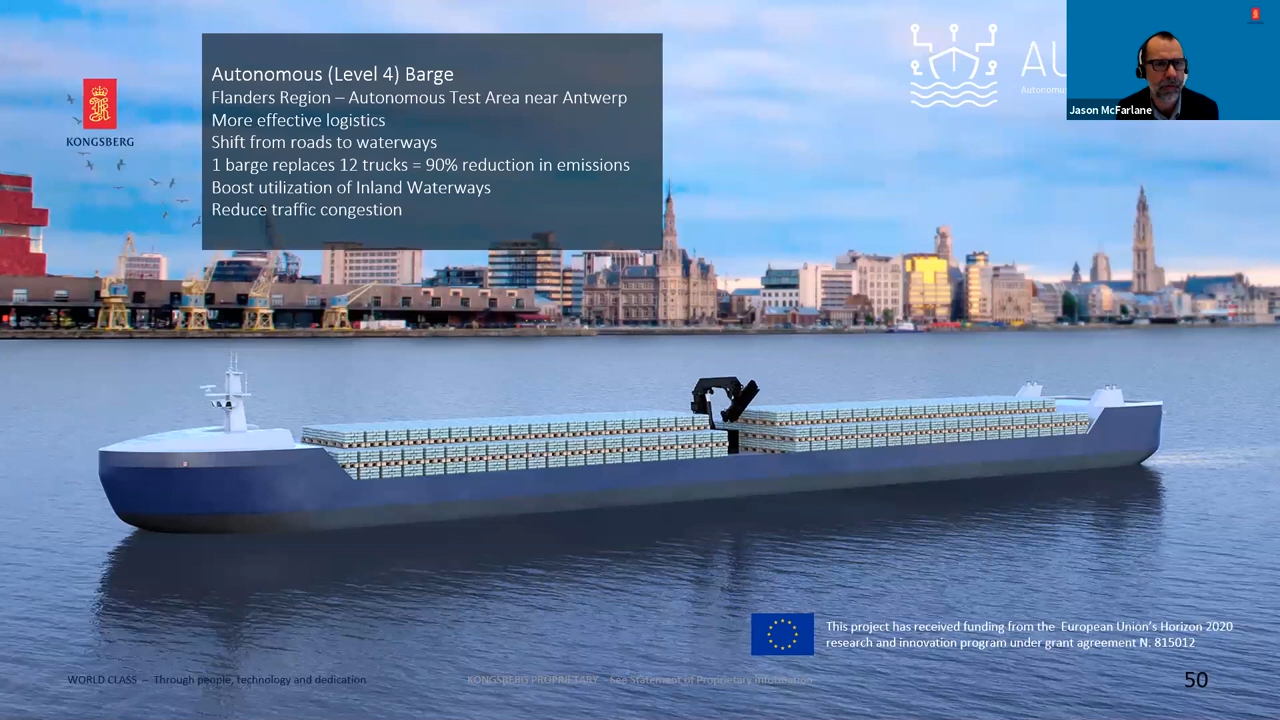 Autonomous (Level 4) Barge
Flanders Region – Autonomous Test Area near Antwerp
More effective logistics
Shift from roads to waterways
1 barge replaces 12 trucks = 90% reduction in emissions
Boost utilization of Inland Waterways
Reduce traffic congestion
KONGSBERG
AU
Jason McFarlane
This project has received funding from the European Union's Horizon 2020
research and innovation program under grant agreement N. 815012
WORLD CLASS – Through people, technology and dedication
KONGSBERG PROPRIETARY - See Statement of Proprietary information
50